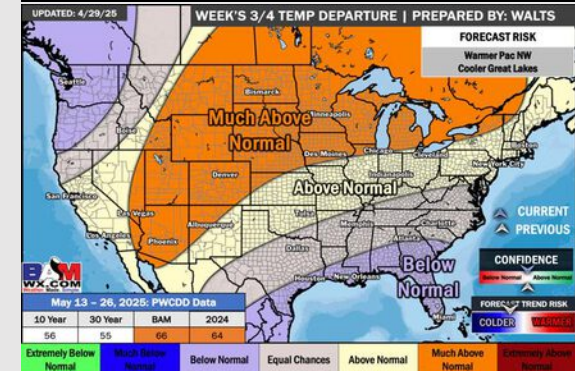 UPDATED: 4/29/25
WEEK'S 3/4 TEMP DEPARTURE | PREPARED BY: WALTS
FORECAST RISK
Warmer Pac NW
Cooler Great Lakes
Seattle
Bismarck
Minneapolis
Much Above
Normal
Boise
Boston
Des Moines
Chicago
Cleveland
New York City
Denver
Indianapolis
Above Normal
San Francisco
Las Vegas
Tulsa
CURRENT
PREVIOUS
Los Angeles
Albuquerque
Memphis
Charlotte
Phoenix
Dallas
Atlanta
CONFIDENCE
Below Normal
Above Normal
Below
Normal
Houston
New Orleans
BAM
WX.COM
Miami
FORECAST TREND RISK
COLDER
WARMER
May 13 - 26, 2025: PWCDD Data
10 Year 30 Year BAM 2024
56 55 66 64
Extremely Below Normal
Much Below Normal
Below Normal
Equal Chances
Above Normal
Much Above Normal
Extremely Above Normal